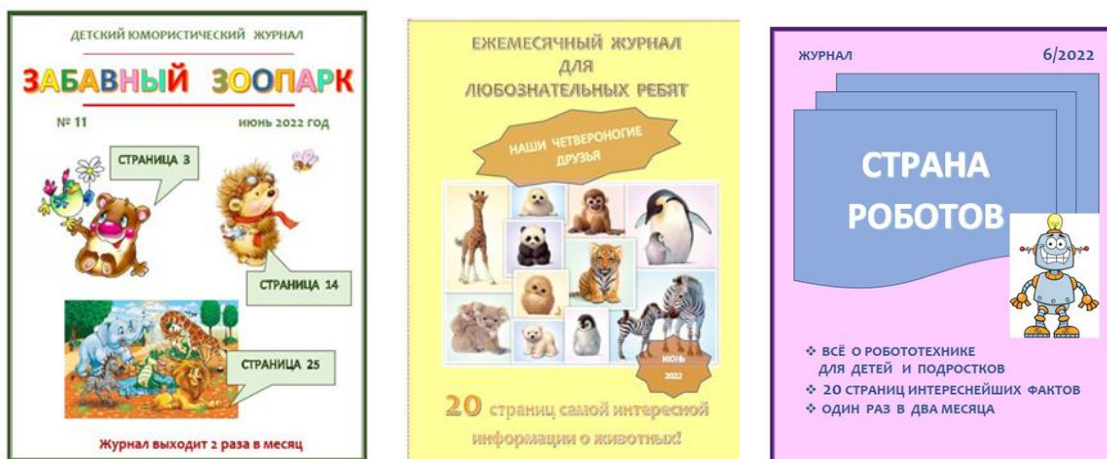 ДЕТСКИЙ ЮМОРИСТИЧЕСКИЙ ЖУРНАЛ
ЗАБАВНЫЙ ЗООПАРК
№ 11 ИЮНЬ 2022 ГОД
СТРАНИЦА 3
СТРАНИЦА 14
СТРАНИЦА 25
Журнал выходит 2 раза в месяц
ЕЖЕМЕСЯЧНЫЙ ЖУРНАЛ
ДЛЯ
ЛЮБОЗНАТЕЛЬНЫХ РЕБЯТ
НАШИ ЧЕТВЕРОНОГИЕ
ДРУЗЬЯ
ИЮНЬ
2022
20 страниц самой интересной
информации о животных!
ЖУРНАЛ 6/2022
СТРАНА
РОБОТОВ
❖ ВСЁ О РОБОТОТЕХНИКЕ
ДЛЯ ДЕТЕЙ И ПОДРОСТКОВ
❖ 20 СТРАНИЦ ИНТЕРЕСНЕЙШИХ ФАКТОВ
❖ ОДИН РАЗ В ДВА МЕСЯЦА